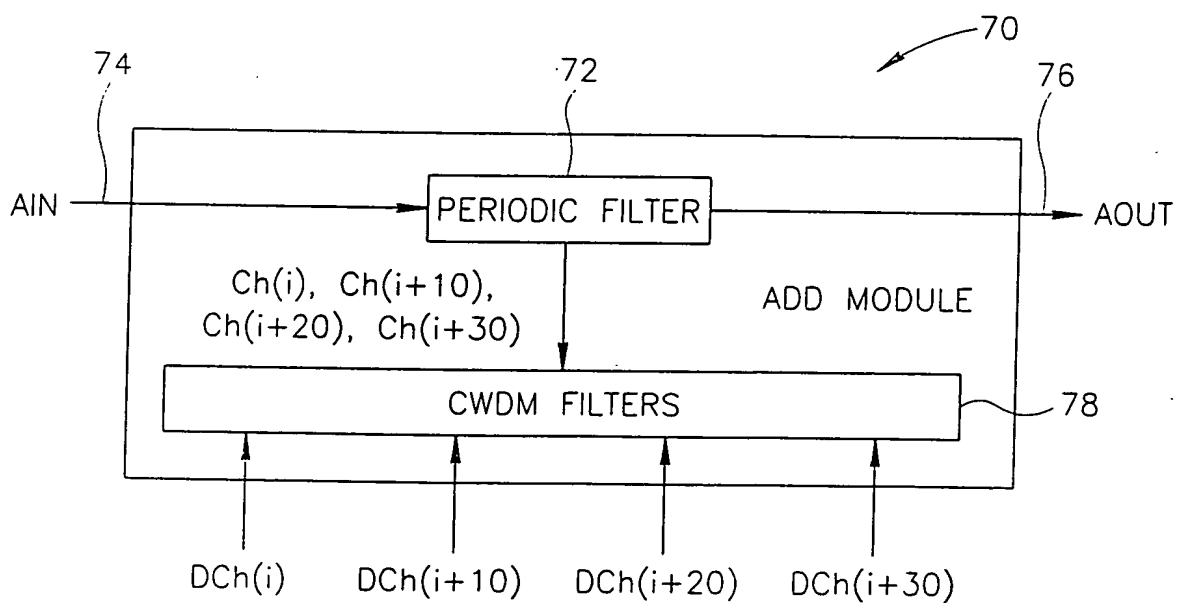 70
74
72
76
AIN
PERIODIC FILTER
AOUT
Ch(i), Ch(i+10),
Ch(i+20), Ch(i+30)
ADD MODULE
CWDM FILTERS
78
DCh(i)
DCh(i+10)
DCh(i+20)
DCh(i+30)